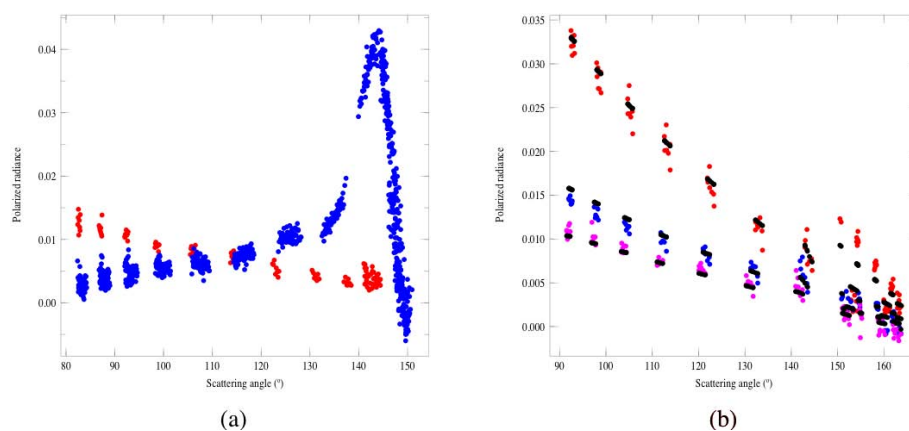 0.04
0.03
0.02
0.01
0.00
Polarized radiance
80 90 100 110 120 130 140 150
Scattering angle (°)
(a)
0.035
0.030
0.025
0.020
0.015
0.010
0.005
0.000
Polarized radiance
90 100 110 120 130 140 150 160
Scattering angle (°)
(b)